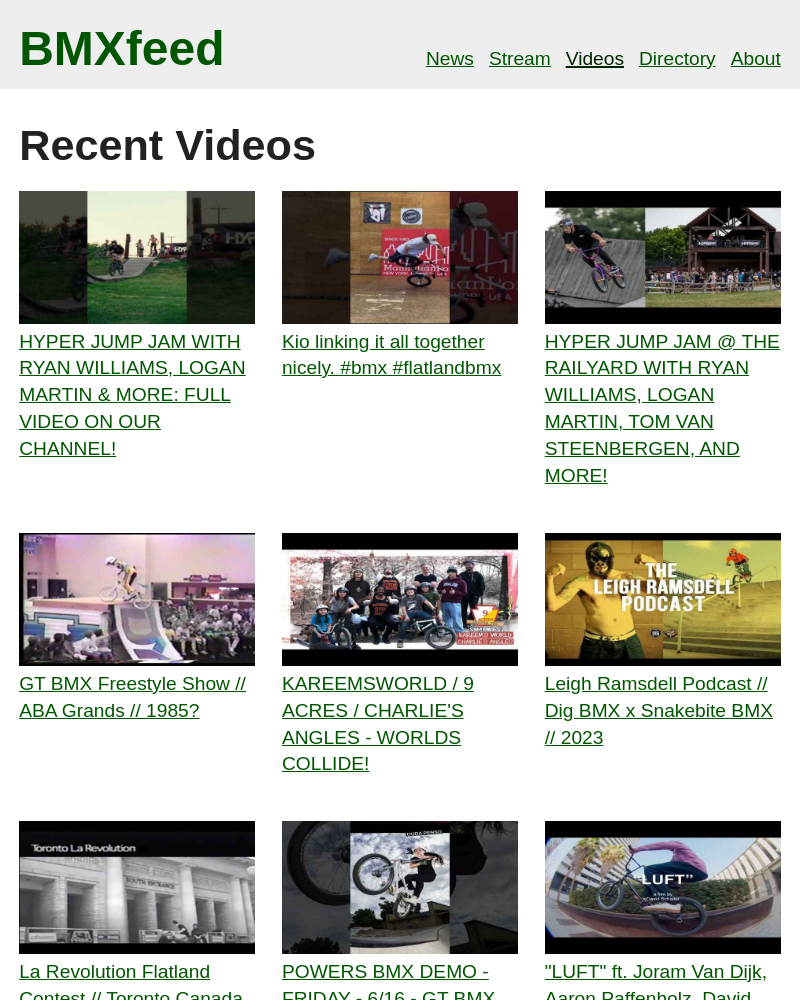 BMXfeed
News Stream Videos Directory About
Recent Videos
HYPER JUMP JAM WITH
RYAN WILLIAMS, LOGAN
MARTIN & MORE: FULL
VIDEO ON OUR
CHANNEL!
Kio linking it all together
nicely. #bmx #flatlandbmx
HYPER JUMP JAM @ THE
RAILYARD WITH RYAN
WILLIAMS, LOGAN
MARTIN, TOM VAN
STEENBERGEN, AND
MORE!
GT BMX Freestyle Show //
ABA Grands // 1985?
KAREEMSWORLD / 9
ACRES / CHARLIE'S
ANGLES - WORLDS
COLLIDE!
THE
LEIGH RAMSDELL
PODCAST
Leigh Ramsdell Podcast //
Dig BMX x Snakebite BMX
// 2023
Toronto La Revolution
SOUTH ENTRANCE
La Revolution Flatland
Contest // Toronto Canada
POWERS BMX DEMO -
FRIDAY - 6/16 - GT BMX
"LUFT"
"LUFT" ft. Joram Van Dijk,
Aaron Paffenholz, David